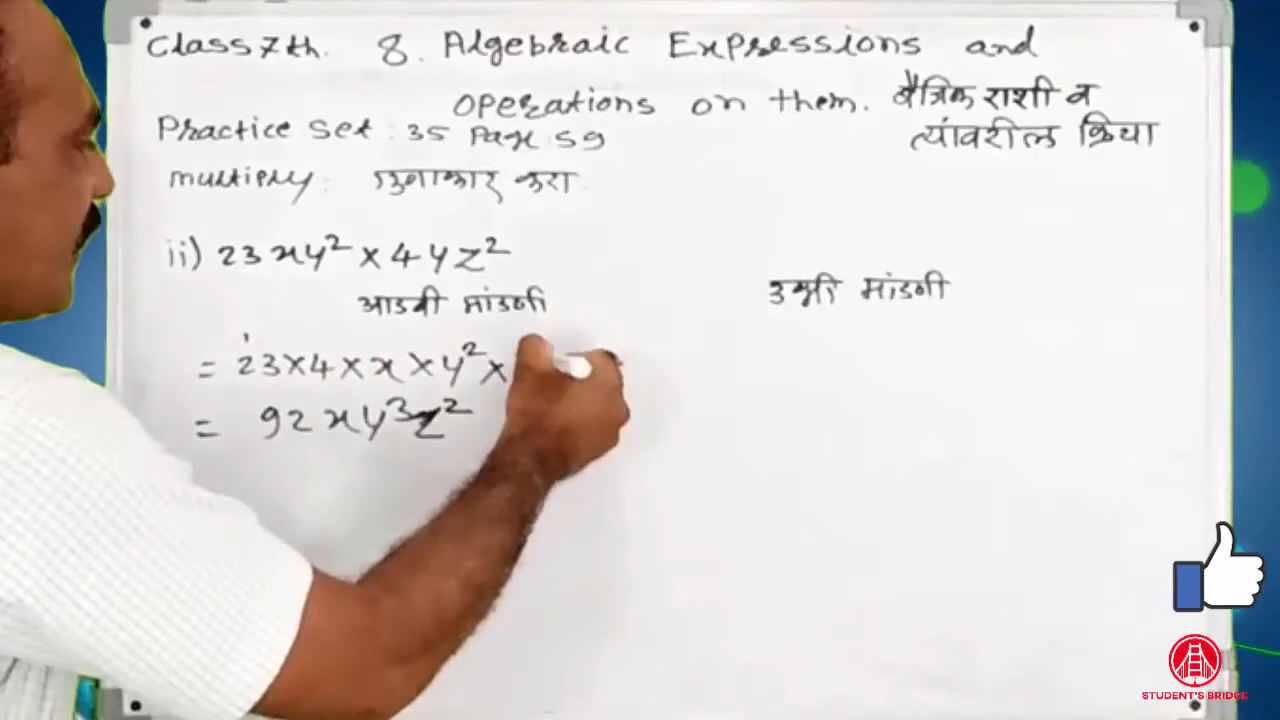 Class 7th. 8. Algebraic Expressions and
operations on them. बैजिक राशी व
त्यांवरील क्रिया
Practice set : 35 Page 59
multiply: गुणाकार करा
ii) 23xy² × 4yz²
आडवी मांडणी
उभी मांडणी
= 23 × 4 × x × y² ×
= 92xy³z²
STUDENT'S BRIDGE